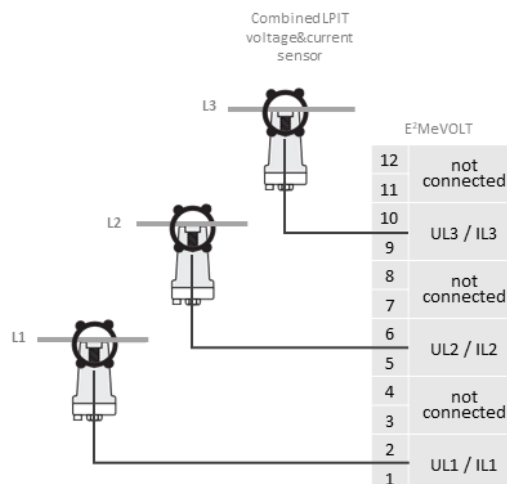 Combined LPIT
voltage&current
sensor
L3
E²MeVOLT
12
not
connected
11
10
UL3 / IL3
9
L2
8
not
connected
7
6
UL2 / IL2
5
L1
4
not
connected
3
2
UL1 / IL1
1